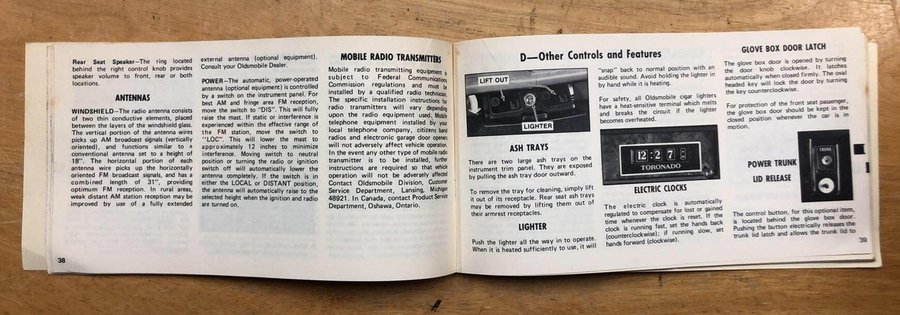 Rear Seat Speaker—The ring located
behind the right control knob provides
speaker volume to front, rear or both
locations.
ANTENNAS
WINDSHIELD—The radio antenna consists
of two thin conductive elements, placed
between the layers of the windshield glass.
The vertical portion of the antenna wires
picks up AM broadcast signals (vertically
oriented), and functions similar to a
conventional antenna set to a height of
18". The horizontal portion of each
antenna wire picks up the horizontally
oriented FM broadcast signals, and has a
combined length of 31", providing
optimum FM reception. In rural areas,
weak distant AM station reception may be
improved by use of a fully extended
38
external antenna (optional equipment).
Consult your Oldsmobile Dealer.
POWER—The automatic, power-operated
antenna (optional equipment) is controlled
by a switch on the instrument panel. For
best AM and fringe area FM reception,
move the switch to "DIS". This will fully
raise the mast. If static or interference is
experienced within the effective range of
the FM station, move the switch to
"LOC". This will lower the mast to
approximately 12 inches to minimize
interference. Moving switch to neutral
position or turning the radio or ignition
switch off will automatically lower the
antenna completely. If the switch is in
either the LOCAL or DISTANT position,
the antenna will automatically raise to the
selected height when the ignition and radio
are turned on.
MOBILE RADIO TRANSMITTERS
Mobile radio transmitting equipment is
subject to Federal Communications
Commission regulations and must be
installed by a qualified radio technician.
The specific installation instructions for
radio transmitters will vary depending
upon the radio equipment used. Mobile
telephone equipment installed by your
local telephone company, citizens band
radios and electronic garage door openers
will not adversely affect vehicle operation.
In the event any other type of mobile radio
transmitter is to be installed, further
instructions are required so that vehicle
operation will not be adversely affected
Contact Oldsmobile Division, Customer
Service Department, Lansing, Michigan
48921. In Canada, contact Product Service
Department, Oshawa, Ontario.
D—Other Controls and Features
LIFT OUT
LIGHTER
ASH TRAYS
There are two large ash trays on the
instrument trim panel. They are exposed
by pulling the ash tray door outward.
To remove the tray for cleaning, simply lift
it out of its receptacle. Rear seat ash trays
may be removed by lifting them out of
their armrest receptacles.
LIGHTER
Push the lighter all the way in to operate.
When it is heated sufficiently to use, it will
"snap" back to normal position with an
audible sound. Avoid holding the lighter in
by hand while it is heating.
For safety, all Oldsmobile cigar lighters
have a heat-sensitive terminal which melts
and breaks the circuit if the lighter
becomes overheated.
12:27
TORONADO
ELECTRIC CLOCKS
The electric clock is automatically
regulated to compensate for lost or gained
time whenever the clock is reset. If the
clock is running fast, set the hands back
(counterclockwise); if running slow, set
hands forward (clockwise).
GLOVE BOX DOOR LATCH
The glove box door is opened by turning
the door knob clockwise. It latches
automatically when closed firmly. The oval
headed key will lock the door by turning
the key counterclockwise.
For protection of the front seat passenger,
the glove box door should be kept in the
closed position whenever the car is in
motion.
POWER TRUNK
LID RELEASE
The control button, for this optional item,
is located behind the glove box door.
Pushing the button electrically releases the
trunk lid latch and allows the trunk lid to
39